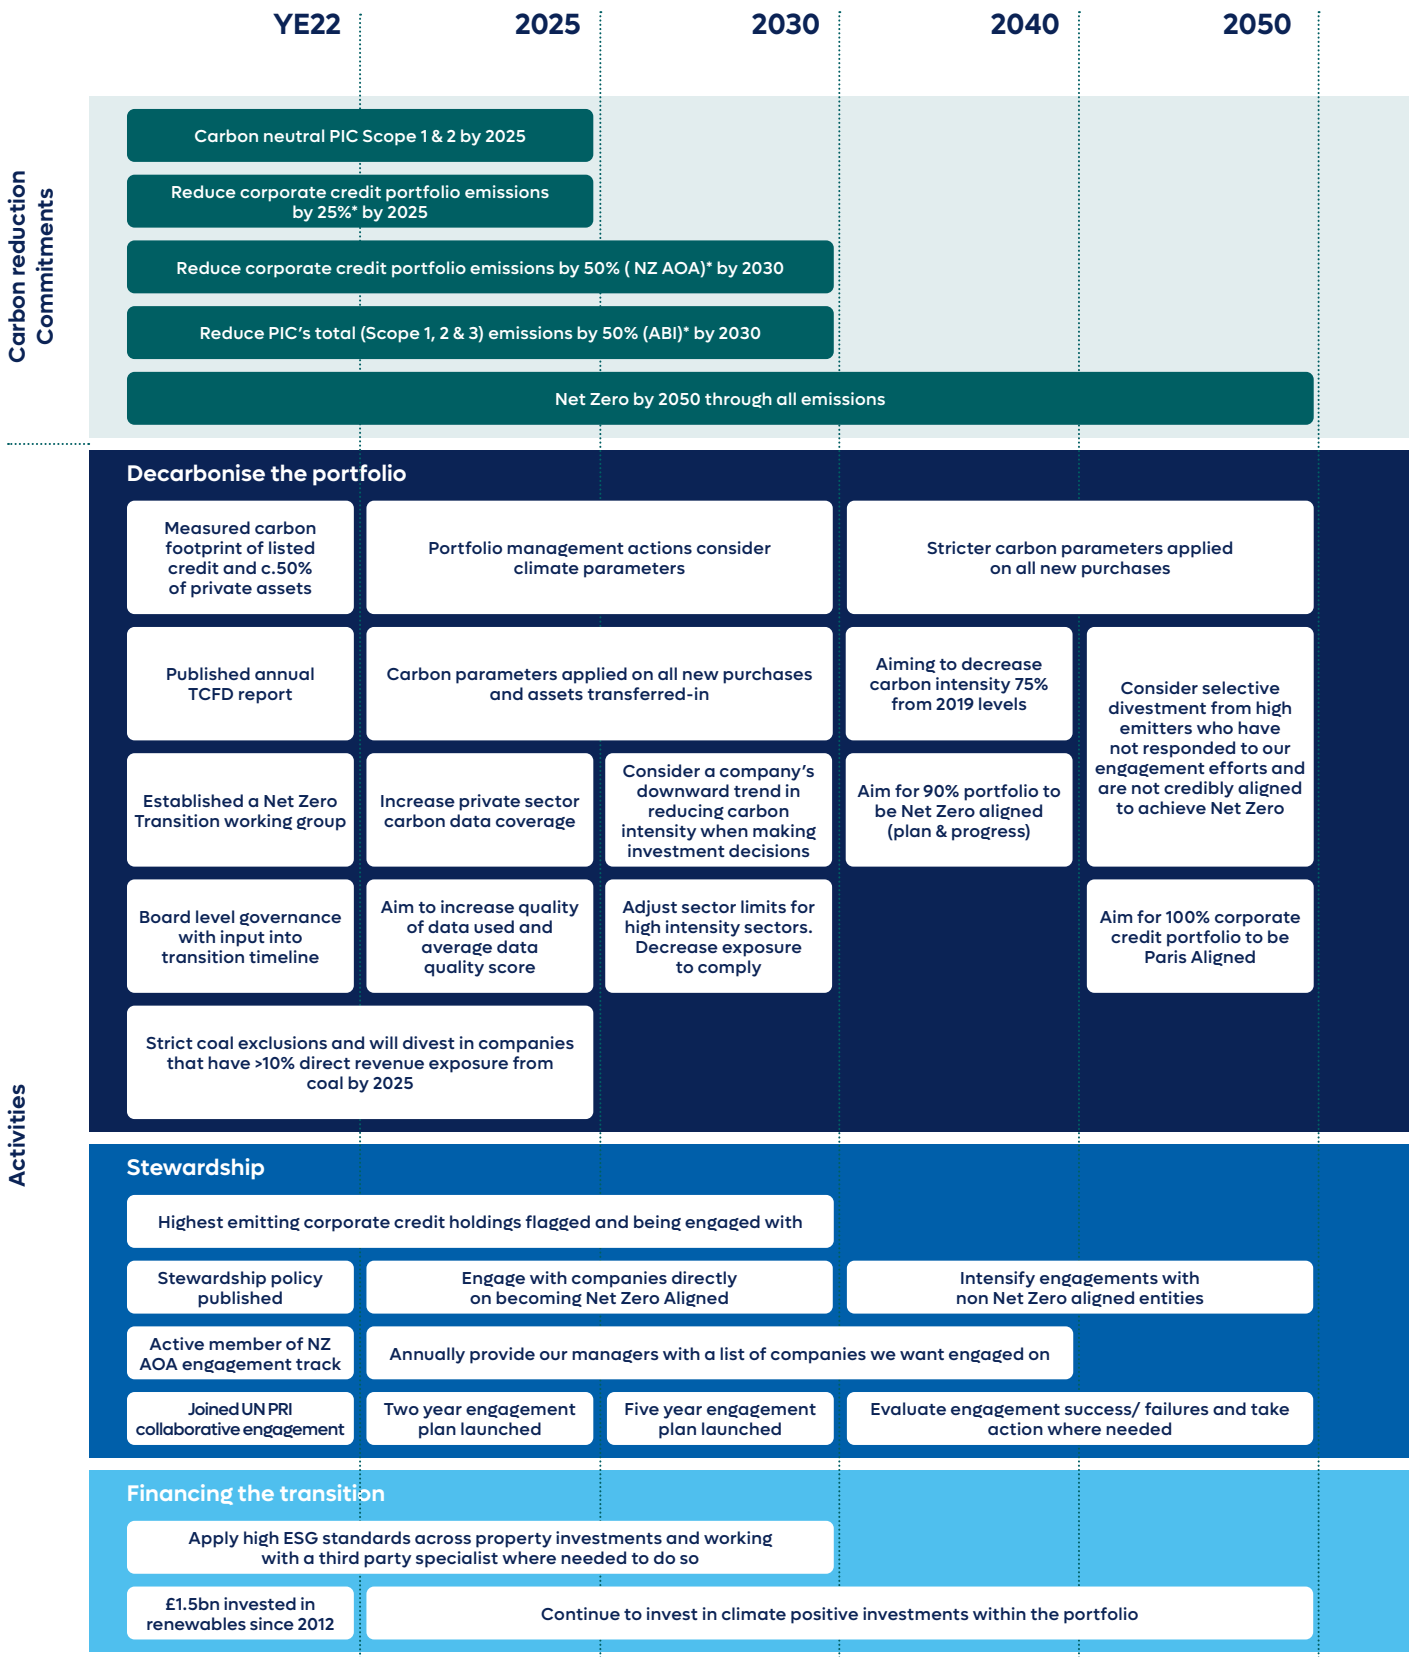 YE22
2025
2030
2040
2050
Carbon reduction
Commitments
Carbon neutral PIC Scope 1 & 2 by 2025
Reduce corporate credit portfolio emissions
by 25%* by 2025
Reduce corporate credit portfolio emissions by 50% ( NZ AOA)* by 2030
Reduce PIC’s total (Scope 1, 2 & 3) emissions by 50% (ABI)* by 2030
Net Zero by 2050 through all emissions
Activities
Decarbonise the portfolio
Measured carbon
footprint of listed
credit and c.50%
of private assets
Portfolio management actions consider
climate parameters
Stricter carbon parameters applied
on all new purchases
Published annual
TCFD report
Carbon parameters applied on all new purchases
and assets transferred-in
Aiming to decrease
carbon intensity 75%
from 2019 levels
Consider selective
divestment from high
emitters who have
not responded to our
engagement efforts and
are not credibly aligned
to achieve Net Zero
Established a Net Zero
Transition working group
Increase private sector
carbon data coverage
Consider a company’s
downward trend in
reducing carbon
intensity when making
investment decisions
Aim for 90% portfolio to
be Net Zero aligned
(plan & progress)
Board level governance
with input into
transition timeline
Aim to increase quality
of data used and
average data
quality score
Adjust sector limits for
high intensity sectors.
Decrease exposure
to comply
Aim for 100% corporate
credit portfolio to be
Paris Aligned
Strict coal exclusions and will divest in companies
that have >10% direct revenue exposure from
coal by 2025
Stewardship
Highest emitting corporate credit holdings flagged and being engaged with
Stewardship policy
published
Engage with companies directly
on becoming Net Zero Aligned
Intensify engagements with
non Net Zero aligned entities
Active member of NZ
AOA engagement track
Annually provide our managers with a list of companies we want engaged on
Joined UN PRI
collaborative engagement
Two year engagement
plan launched
Five year engagement
plan launched
Evaluate engagement success/ failures and take
action where needed
Financing the transition
Apply high ESG standards across property investments and working
with a third party specialist where needed to do so
£1.5bn invested in
renewables since 2012
Continue to invest in climate positive investments within the portfolio